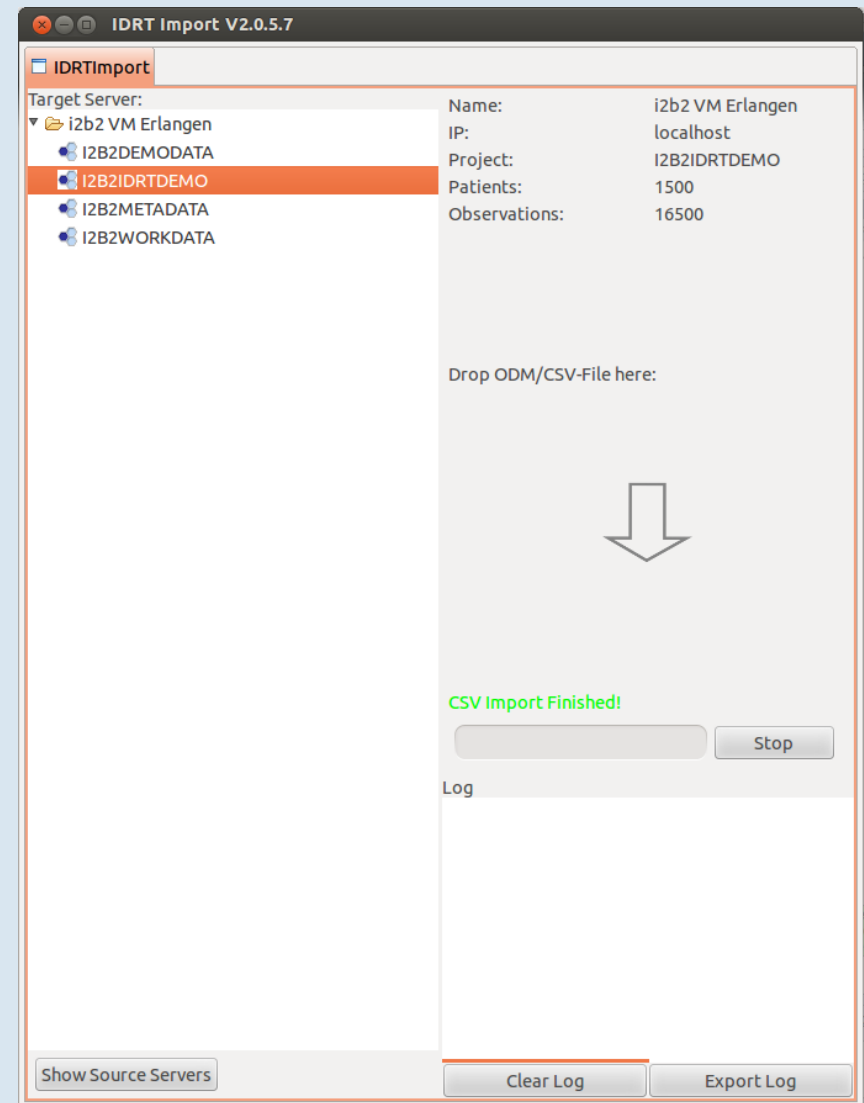 IDRT Import V2.0.5.7
IDRTImport
Target Server:
i2b2 VM Erlangen
I2B2DEMODATA
I2B2IDRTDEMO
I2B2METADATA
I2B2WORKDATA
Name: i2b2 VM Erlangen
IP: localhost
Project: I2B2IDRTDEMO
Patients: 1500
Observations: 16500
Drop ODM/CSV-File here:
CSV Import Finished!
Stop
Log
Show Source Servers
Clear Log
Export Log